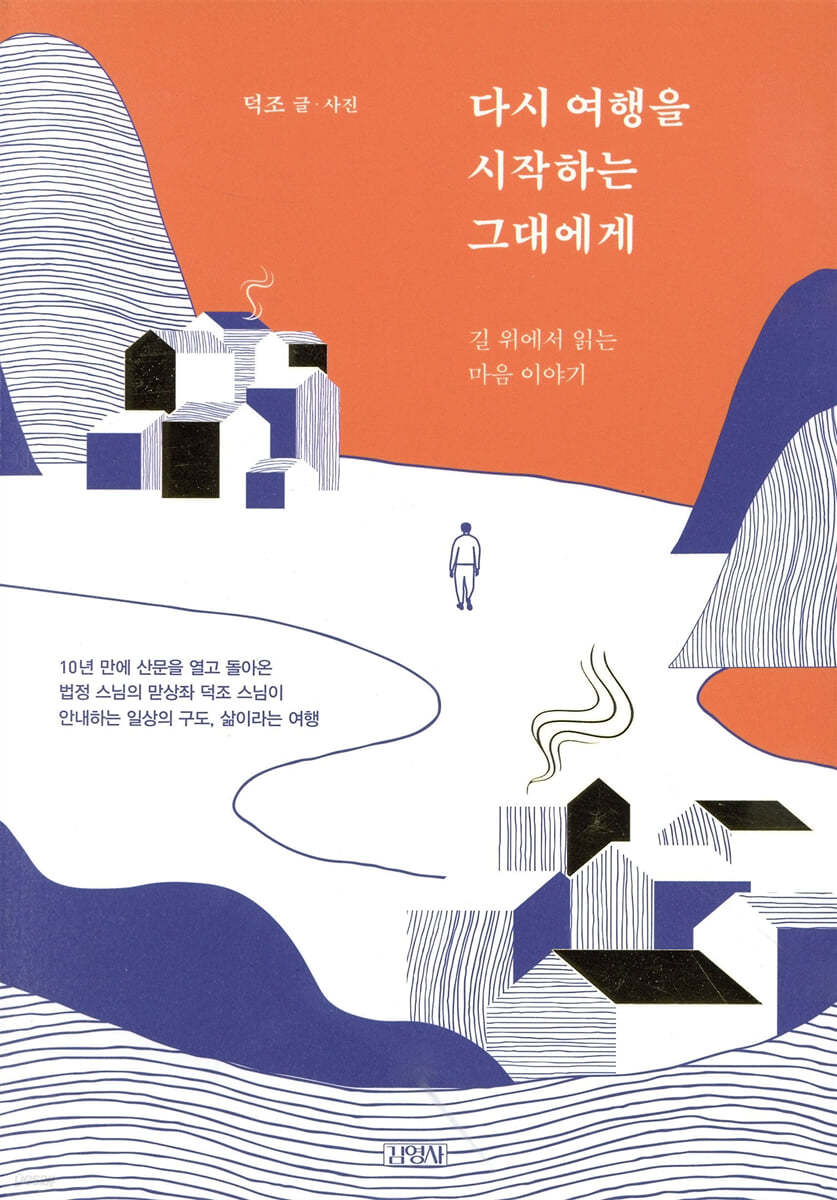 덕조 글·사진
다시 여행을
시작하는
그대에게
길 위에서 읽는
마음 이야기
10년 만에 산문을 열고 돌아온
법정 스님의 맏상좌 덕조 스님이
안내하는 일상의 구도, 삶이라는 여행
김영사